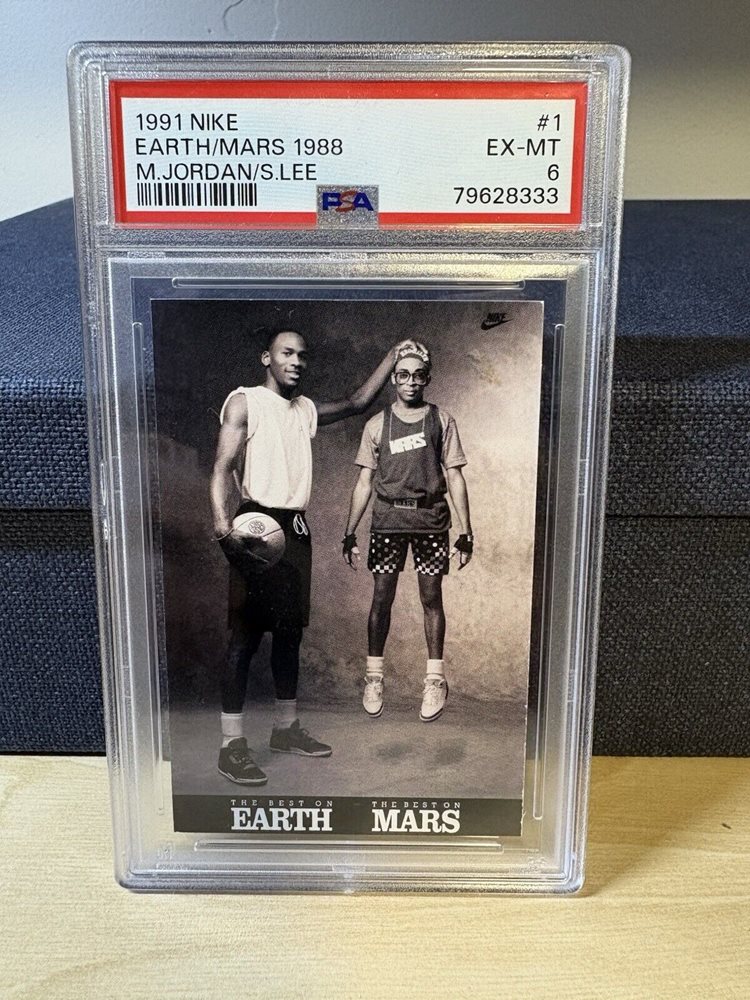 1991 NIKE #1
EARTH/MARS 1988 EX-MT
M.JORDAN/S.LEE 6
PSA 79628333
NIKE
MARS
THE BEST ON THE BEST ON
EARTH MARS